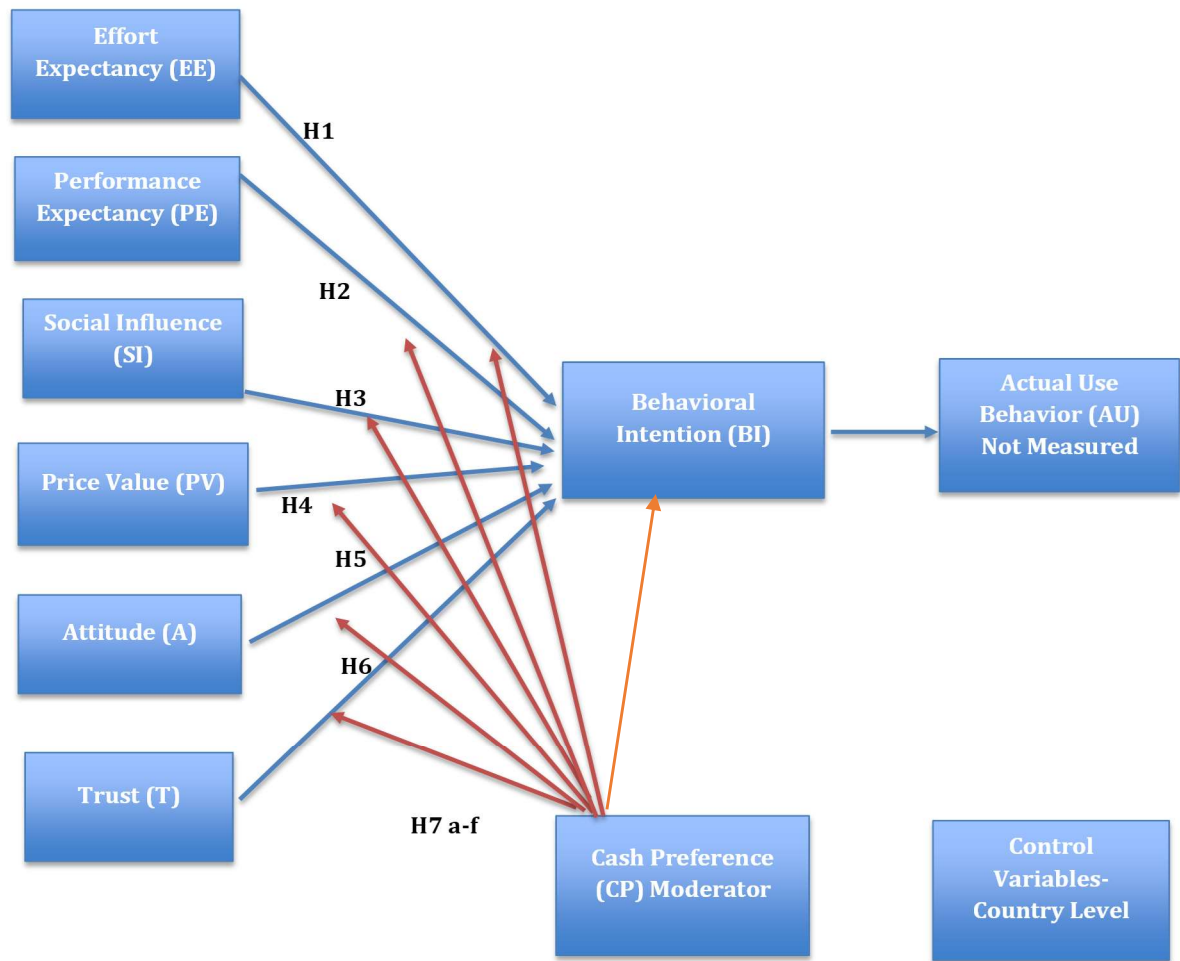 Effort
Expectancy (EE)
H1
Performance
Expectancy (PE)
H2
Social Influence
(SI)
H3
Behavioral
Intention (BI)
Actual Use
Behavior (AU)
Not Measured
Price Value (PV)
H4
H5
Attitude (A)
H6
Trust (T)
H7 a-f
Cash Preference
(CP) Moderator
Control
Variables-
Country Level